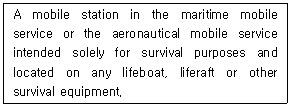 A mobile station in the maritime mobile
service or the aeronautical mobile service
intended solely for survival purposes and
located on any lifeboat, liferaft or other
survival equipment,